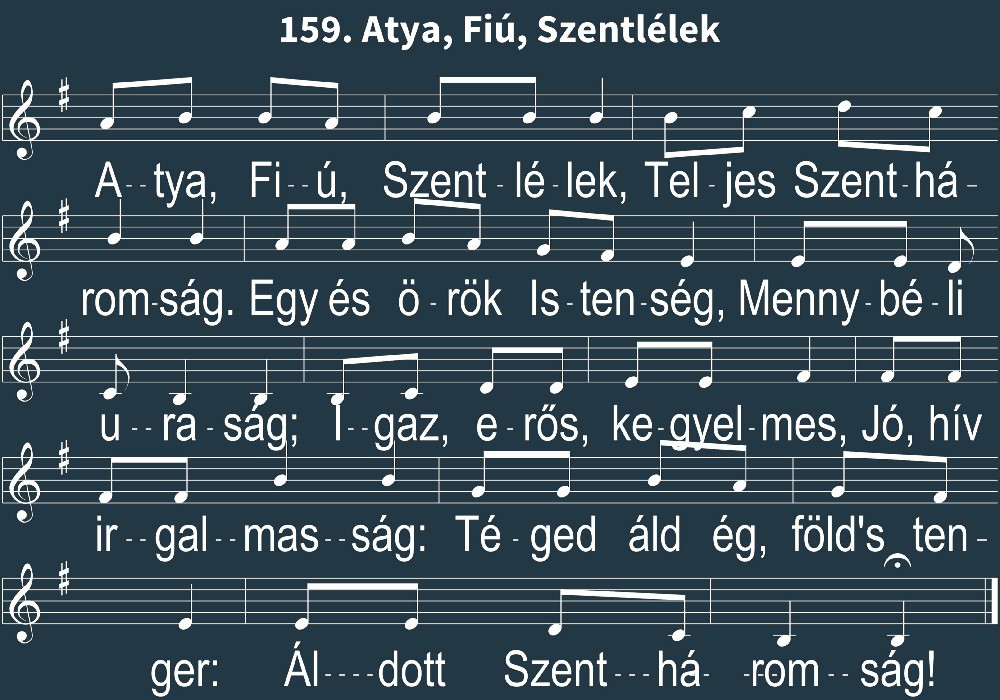 159. Atya, Fiú, Szentlélek
A--tya, Fi--ú, Szent-lé-lek, Tel-jes Szent-há-
rom-ság. Egy és ö-rök Is-ten-ség, Menny-bé-li
u--ra-ság; I--gaz, e-rős, ke-gyel-mes, Jó, hív
ir--gal--mas--ság: Té-ged áld ég, föld's ten-
ger: Ál----dott Szent---há- -rom--ság!